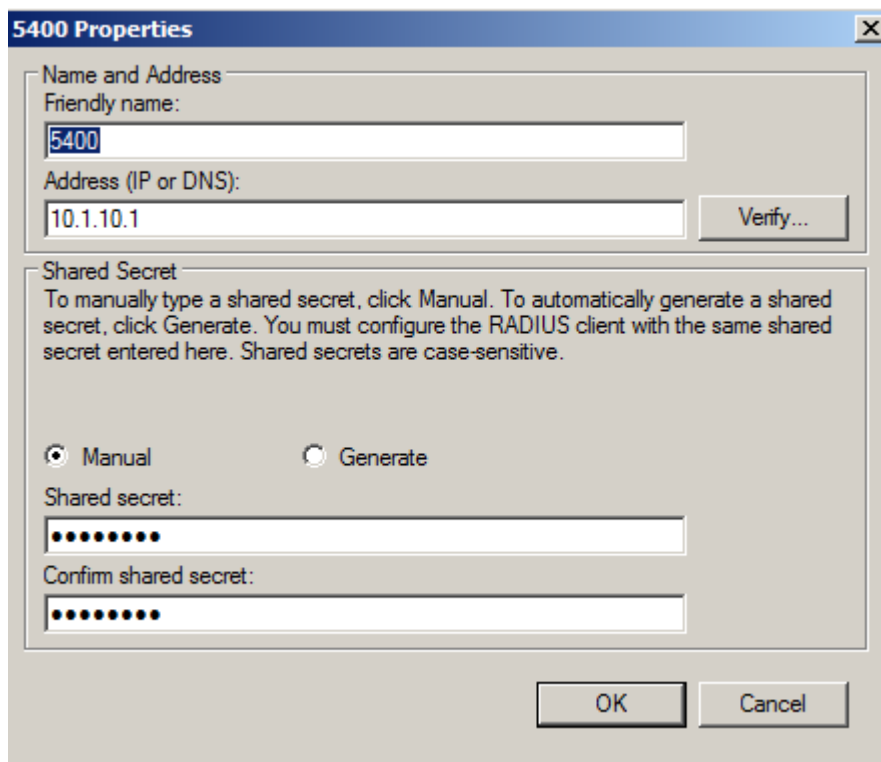 5400 Properties
Name and Address
Friendly name:
5400
Address (IP or DNS):
10.1.10.1
Verify...
Shared Secret
To manually type a shared secret, click Manual. To automatically generate a shared
secret, click Generate. You must configure the RADIUS client with the same shared
secret entered here. Shared secrets are case-sensitive.
Manual
Generate
Shared secret:
●●●●●●●●
Confirm shared secret:
●●●●●●●●
OK
Cancel